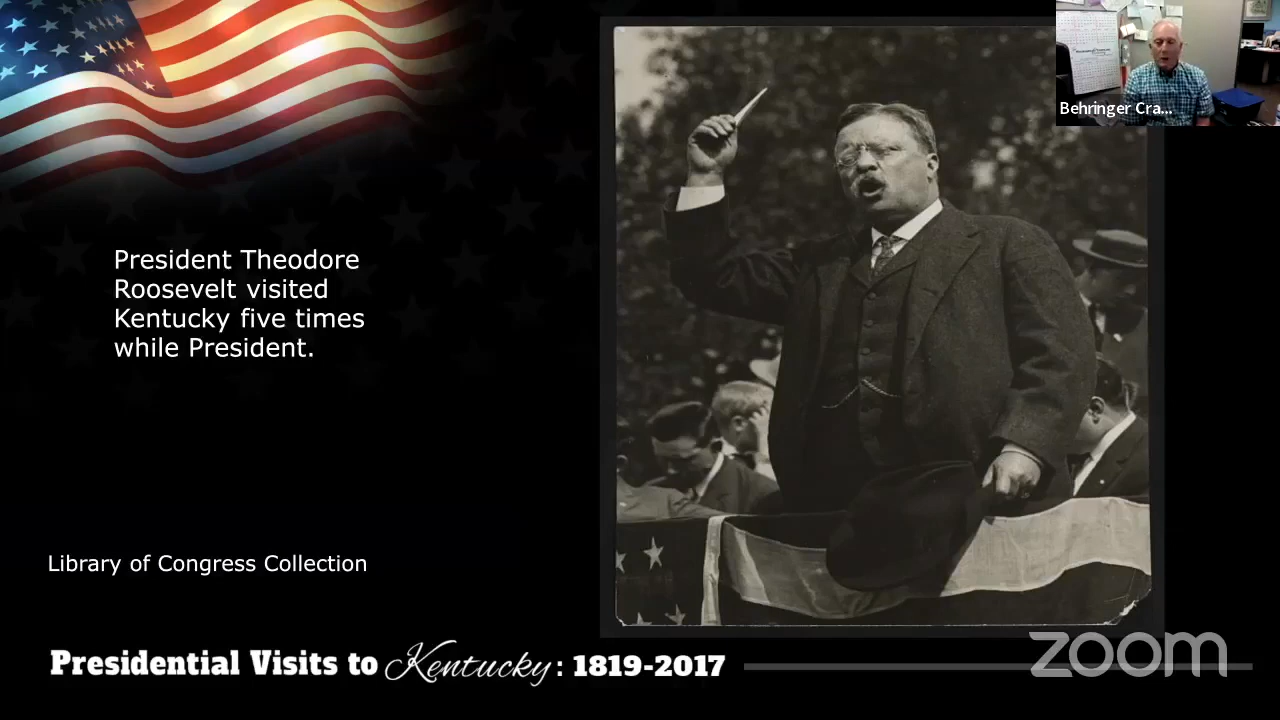 Behringer Cra...
President Theodore
Roosevelt visited
Kentucky five times
while President.
Library of Congress Collection
Presidential Visits to Kentucky: 1819-2017
zoom